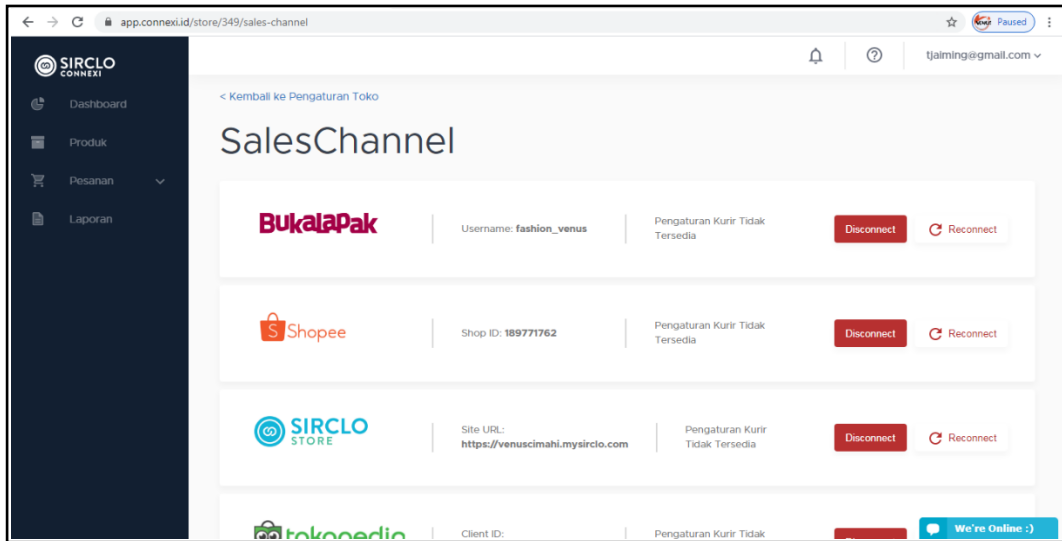 app.connexi.id/store/349/sales-channel
Paused
SIRCLO
CONNEXI
tjaiming@gmail.com
Dashboard
Produk
Pesanan
Laporan
< Kembali ke Pengaturan Toko
SalesChannel
BukalaPak
Username: fashion_venus
Pengaturan Kurir Tidak
Tersedia
Disconnect
Reconnect
Shopee
Shop ID: 189771762
Pengaturan Kurir Tidak
Tersedia
Disconnect
Reconnect
SIRCLO
STORE
Site URL:
https://venuscimahi.mysirclo.com
Pengaturan Kurir
Tidak Tersedia
Disconnect
Reconnect
tokopedia
Client ID:
Pengaturan Kurir Tidak
We're Online :)